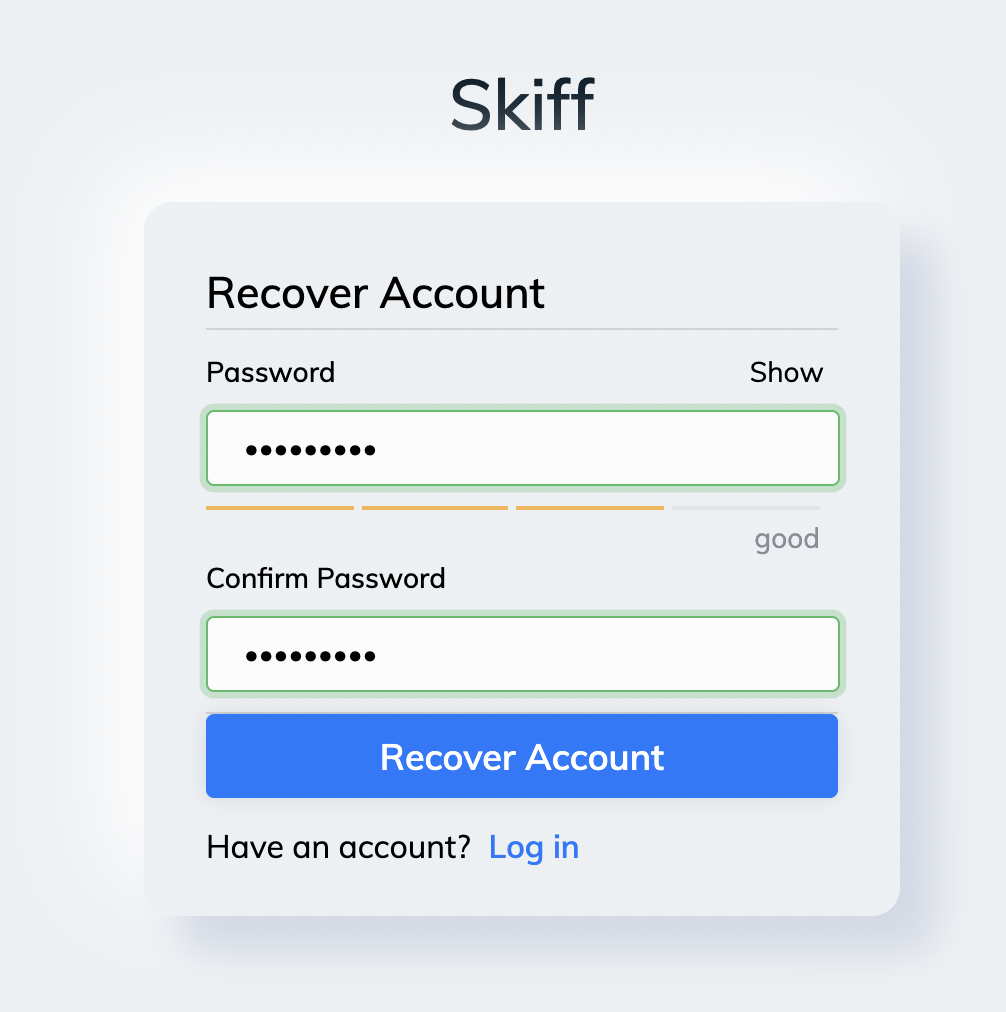 Skiff
Recover Account
Password Show
•••••••••
good
Confirm Password
•••••••••
Recover Account
Have an account? Log in